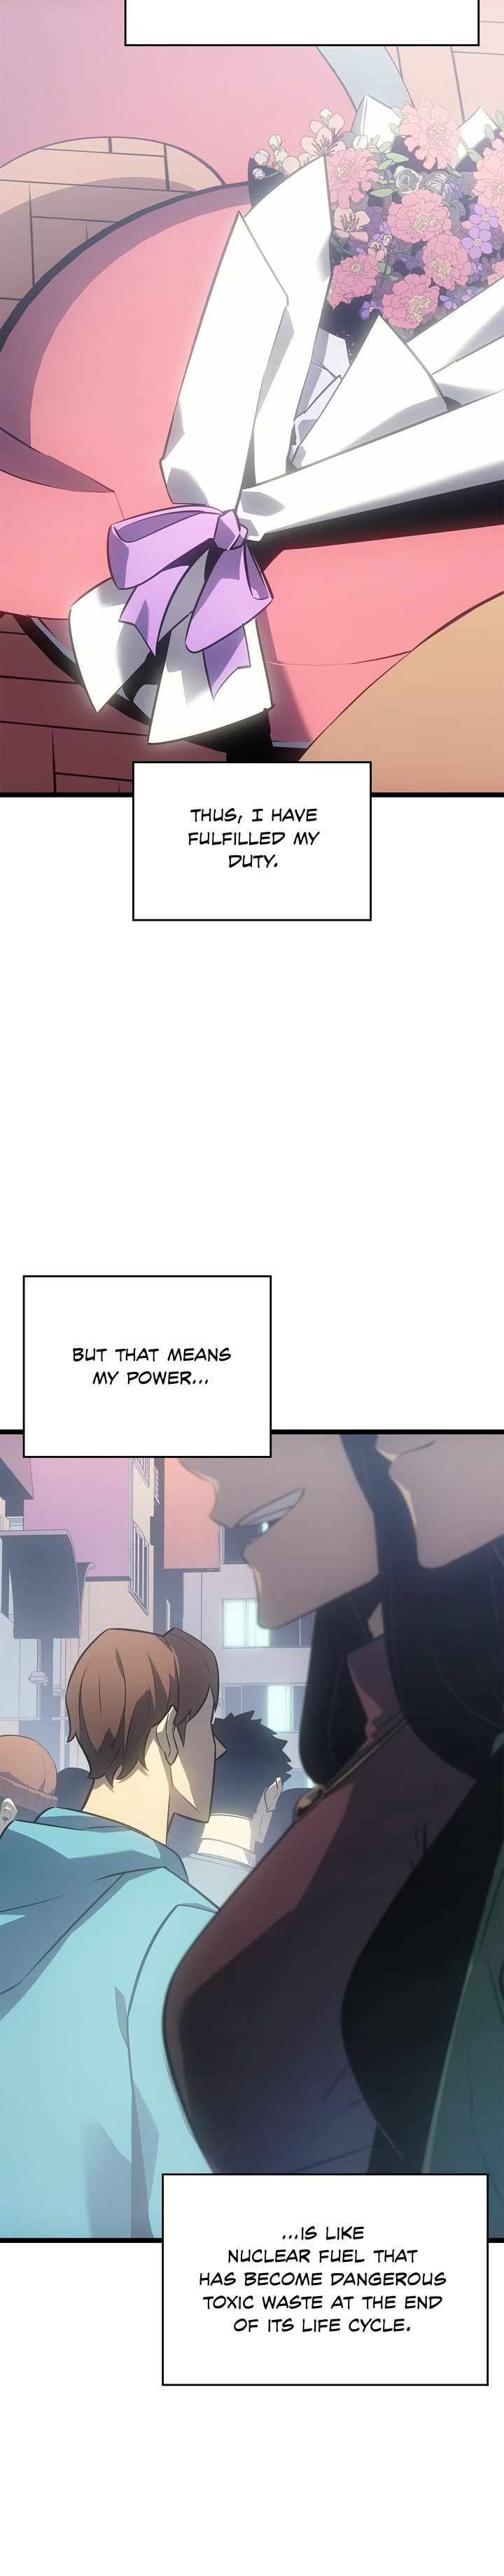 THUS, I HAVE
FULFILLED MY
DUTY.
BUT THAT MEANS
MY POWER...
...IS LIKE
NUCLEAR FUEL THAT
HAS BECOME DANGEROUS
TOXIC WASTE AT THE END
OF ITS LIFE CYCLE.